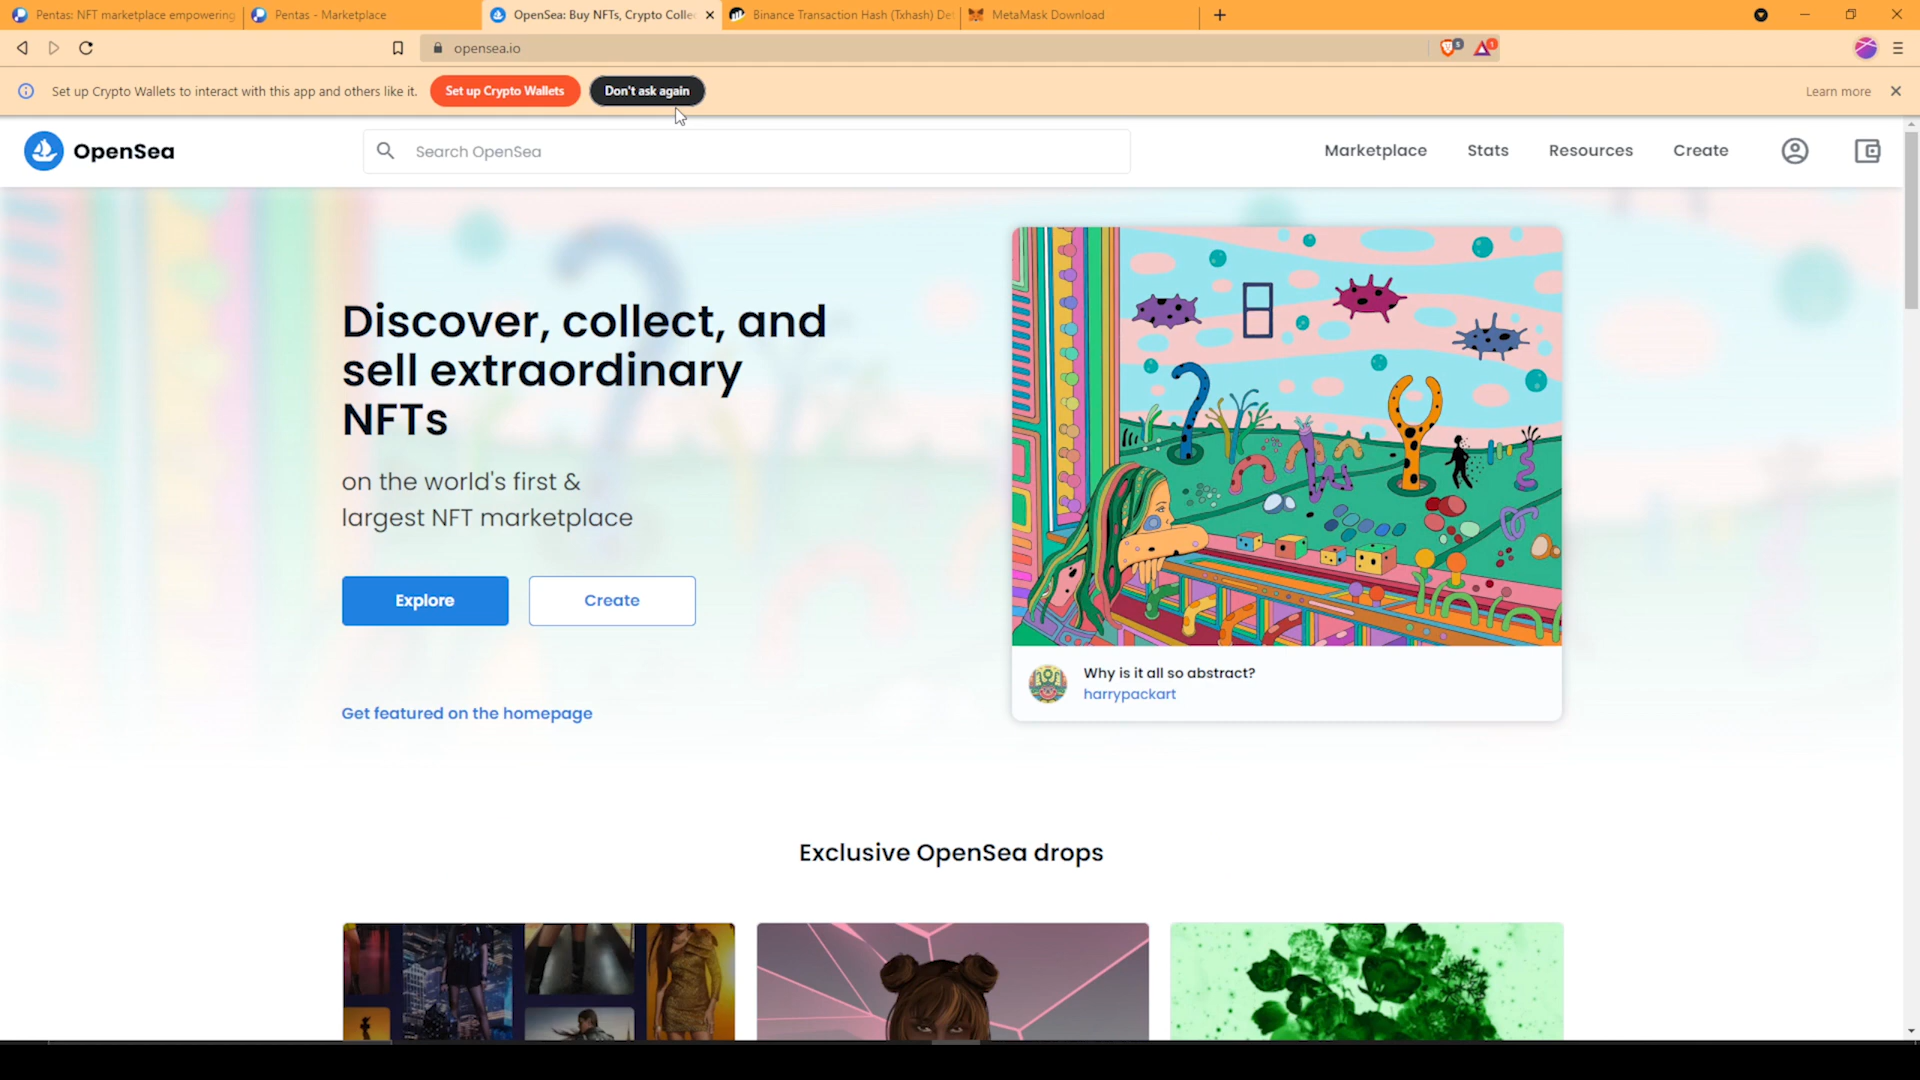 Pentas: NFT marketplace empowering
Pentas - Marketplace
OpenSea: Buy NFTs, Crypto Colle
Binance Transaction Hash (Txhash) De
MetaMask Download
opensea.io
5
1
Set up Crypto Wallets to interact with this app and others like it.
Set up Crypto Wallets
Don't ask again
Learn more
OpenSea
Search OpenSea
Marketplace
Stats
Resources
Create
Discover, collect, and
sell extraordinary
NFTs
on the world's first &
largest NFT marketplace
Explore
Create
Get featured on the homepage
Why is it all so abstract?
harrypackart
Exclusive OpenSea drops